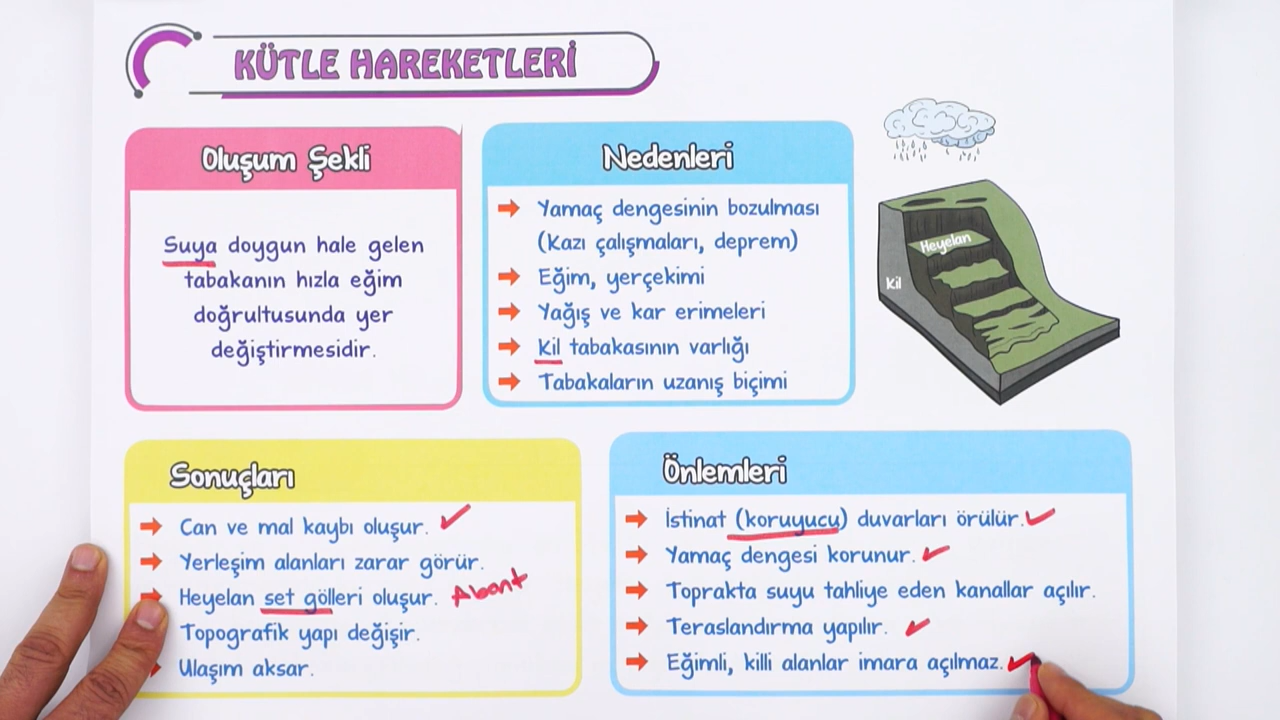 KÜTLE HAREKETLERİ
Oluşum Şekli
Suya doygun hale gelen
tabakanın hızla eğim
doğrultusunda yer
değiştirmesidir.
Nedenleri
Yamaç dengesinin bozulması
(Kazı çalışmaları, deprem)
Eğim, yerçekimi
Yağış ve kar erimeleri
Kil tabakasının varlığı
Tabakaların uzanış biçimi
Heyelan
Kil
Sonuçları
Can ve mal kaybı oluşur.
Yerleşim alanları zarar görür.
Heyelan set gölleri oluşur. Abant
Topografik yapı değişir.
Ulaşım aksar.
Önlemleri
İstinat (koruyucu) duvarları örülür.
Yamaç dengesi korunur.
Toprakta suyu tahliye eden kanallar açılır.
Teraslandırma yapılır.
Eğimli, killi alanlar imara açılmaz.